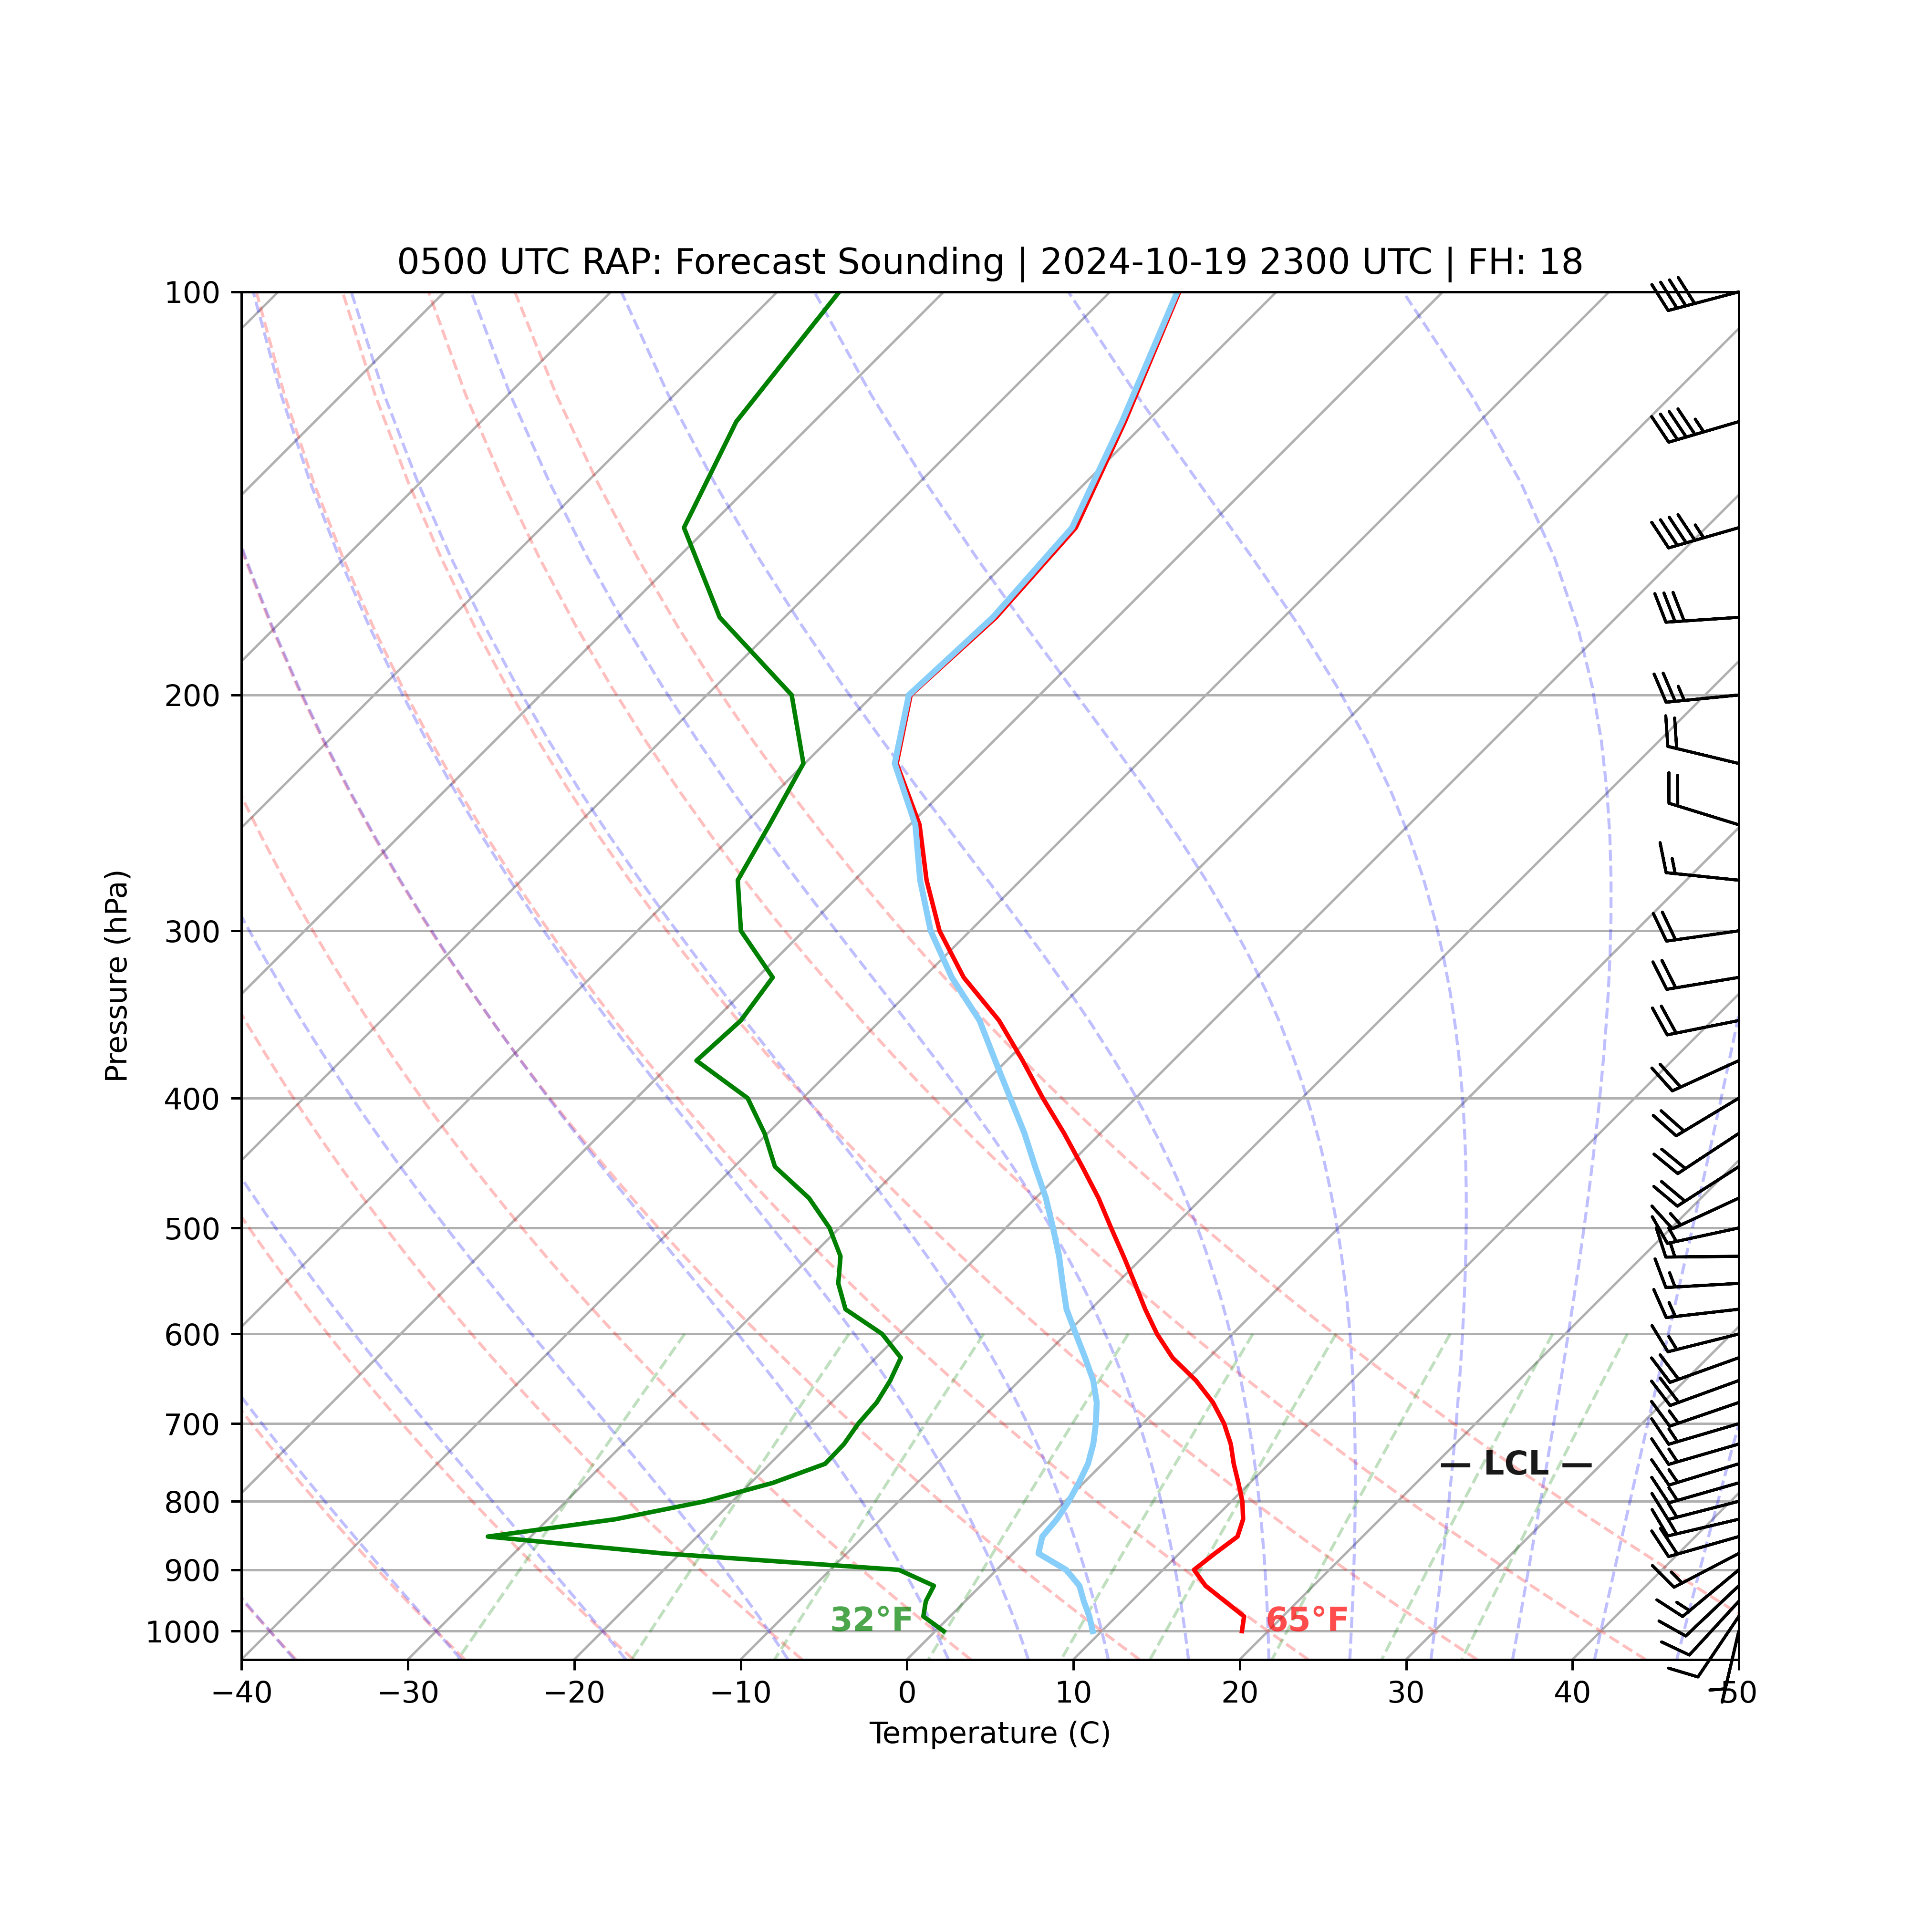 0500 UTC RAP: Forecast Sounding | 2024-10-19 2300 UTC | FH: 18
100
200
300
400
500
600
700
800
900
1000
Pressure (hPa)
— LCL —
32°F
65°F
−40 −30 −20 −10 0 10 20 30 40 50
Temperature (C)